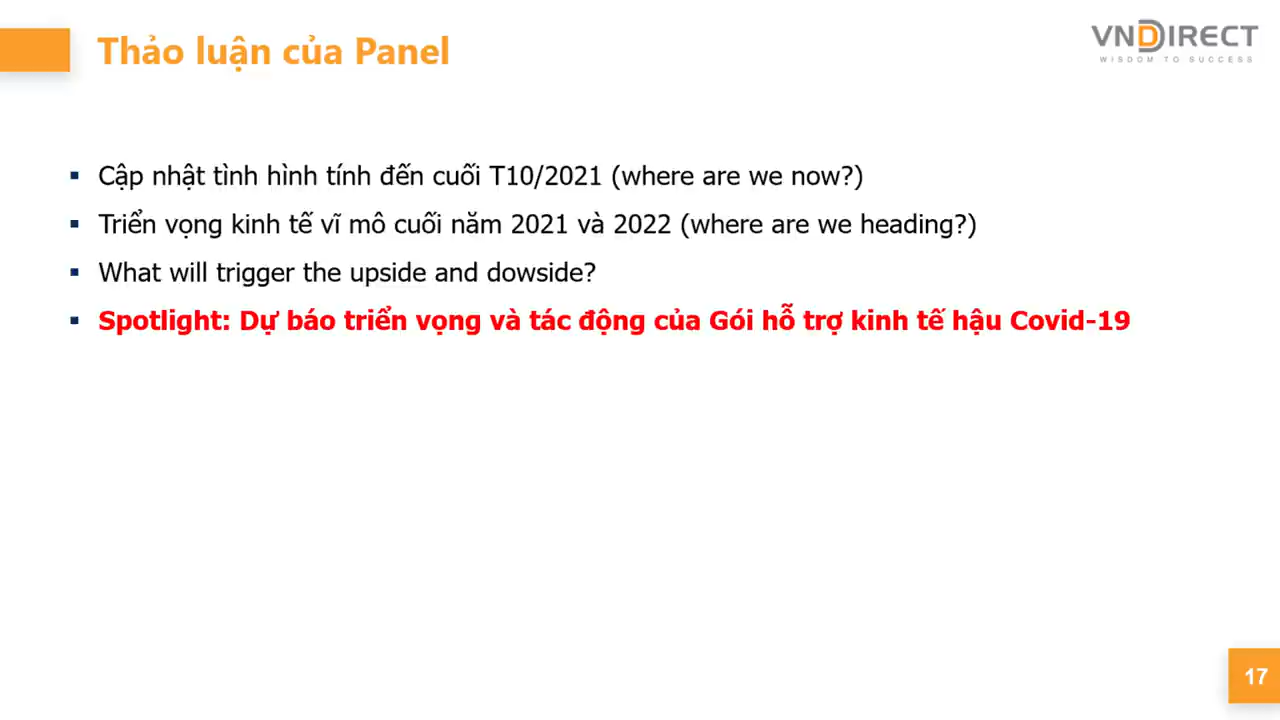 Thảo luận của Panel
VNDIRECT
WISDOM TO SUCCESS
▪ Cập nhật tình hình tính đến cuối T10/2021 (where are we now?)
▪ Triển vọng kinh tế vĩ mô cuối năm 2021 và 2022 (where are we heading?)
▪ What will trigger the upside and dowside?
▪ Spotlight: Dự báo triển vọng và tác động của Gói hỗ trợ kinh tế hậu Covid-19
17